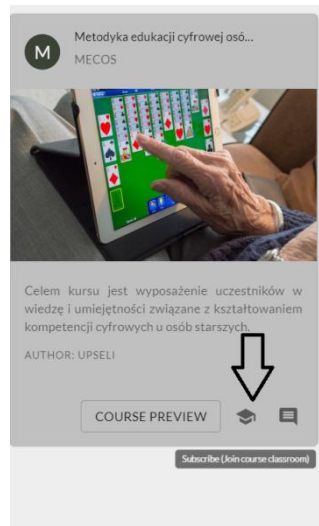 M
Metodyka edukacji cyfrowej osó...
MECOS
Celem kursu jest wyposażenie uczestników w
wiedzę i umiejętności związane z kształtowaniem
kompetencji cyfrowych u osób starszych.
AUTHOR: UPSELI
COURSE PREVIEW
Subscribe (Join course classroom)